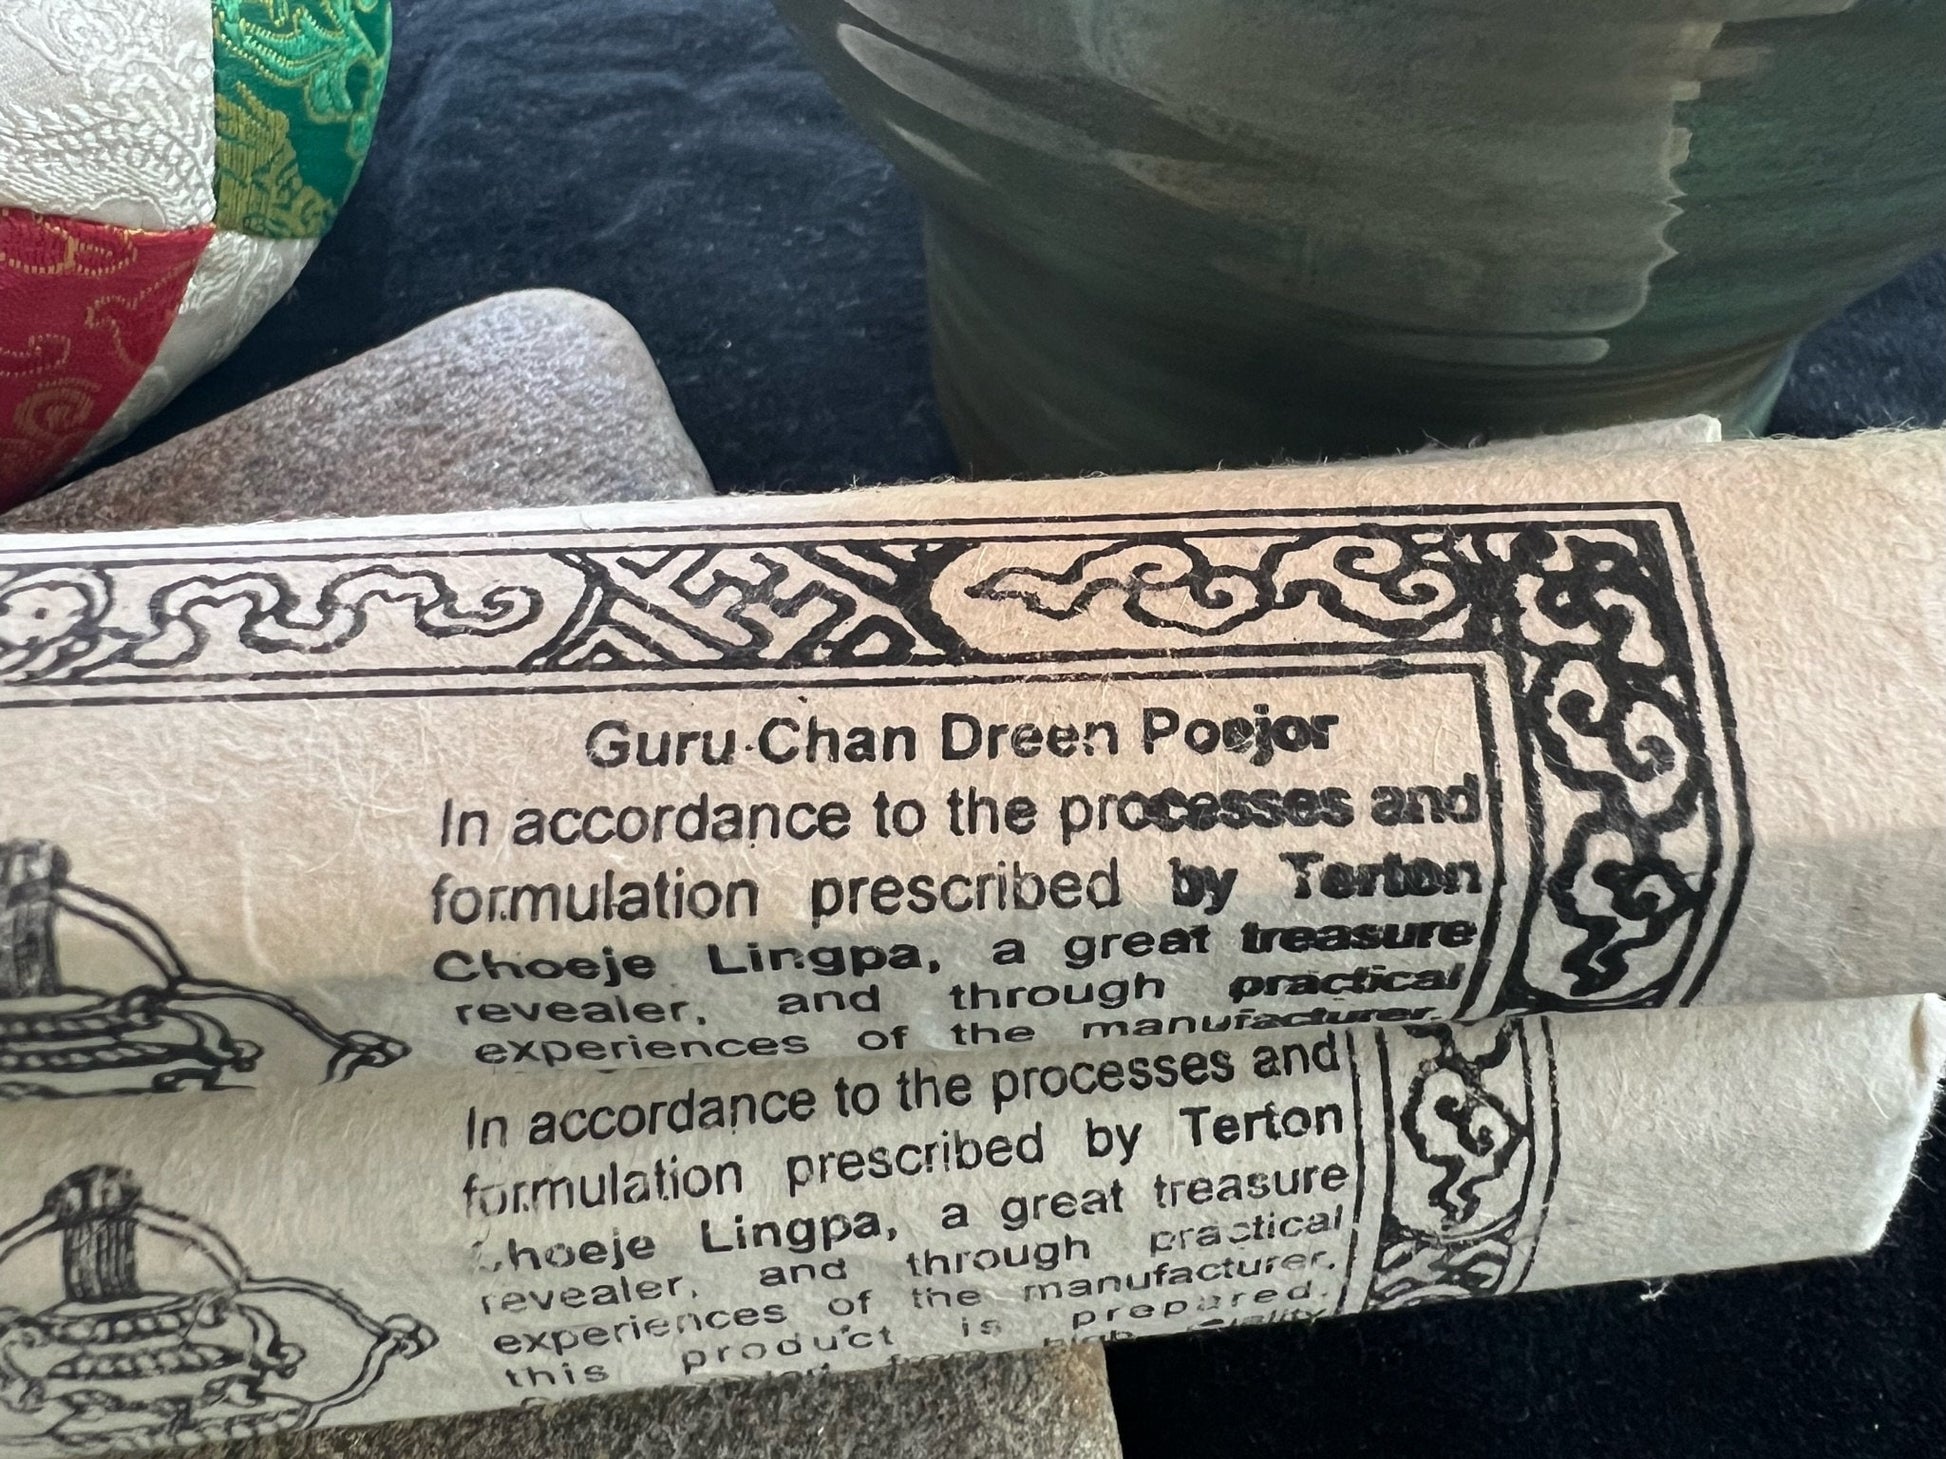 Guru Chan Dreen Poejor
In accordance to the processes and
formulation prescribed by Terton
Choeje Lingpa, a great treasure
revealer, and through practical
experiences of the manufacturer,
In accordance to the processes and
formulation prescribed by Terton
Choeje Lingpa, a great treasure
revealer, and through practical
experiences of the manufacturer,
this product is prepared.
high quality